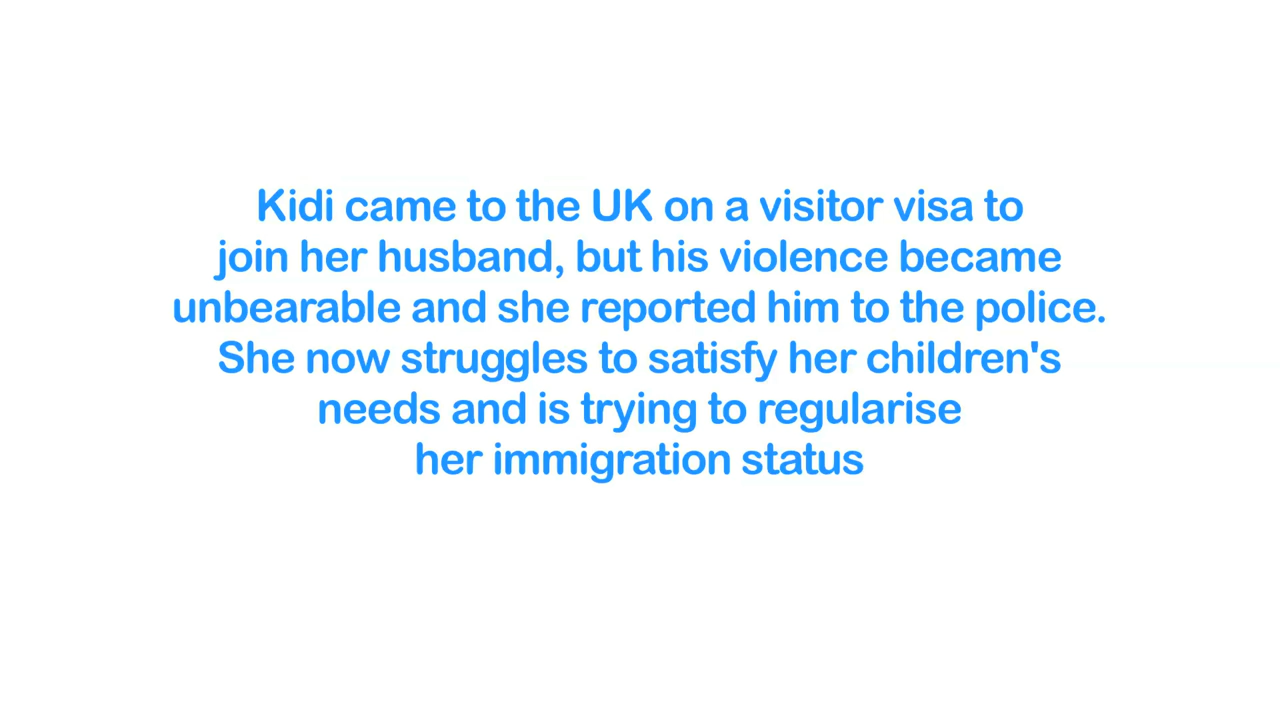 Kidi came to the UK on a visitor visa to
join her husband, but his violence became
unbearable and she reported him to the police.
She now struggles to satisfy her children's
needs and is trying to regularise
her immigration status